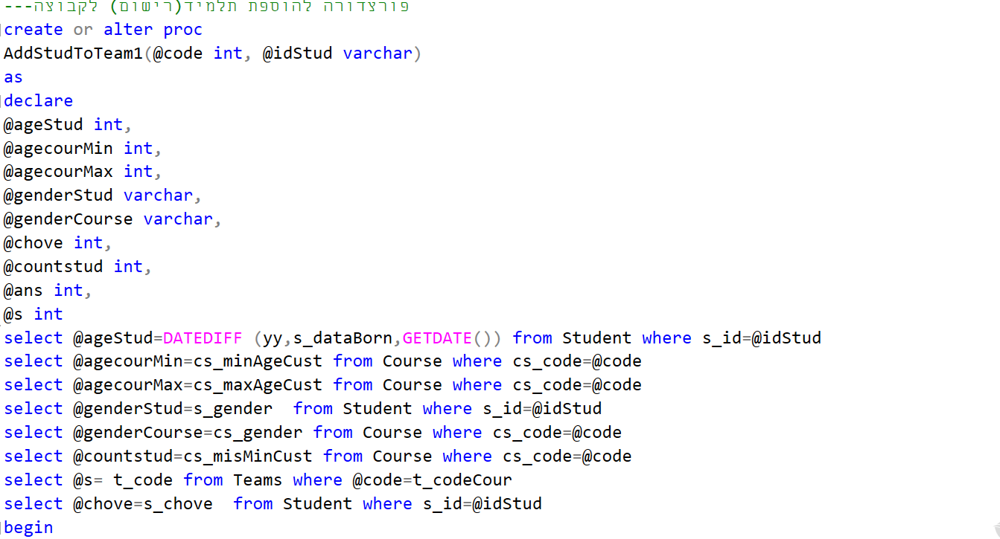 ---פורצדורה להוספת תלמיד(רישום) לקבוצה
create or alter proc
AddStudToTeam1(@code int, @idStud varchar)
as
declare
@ageStud int,
@agecourMin int,
@agecourMax int,
@genderStud varchar,
@genderCourse varchar,
@chove int,
@countstud int,
@ans int,
@s int
select @ageStud=DATEDIFF (yy,s_dataBorn,GETDATE()) from Student where s_id=@idStud
select @agecourMin=cs_minAgeCust from Course where cs_code=@code
select @agecourMax=cs_maxAgeCust from Course where cs_code=@code
select @genderStud=s_gender  from Student where s_id=@idStud
select @genderCourse=cs_gender from Course where cs_code=@code
select @countstud=cs_misMinCust from Course where cs_code=@code
select @s= t_code from Teams where @code=t_codeCour
select @chove=s_chove  from Student where s_id=@idStud
begin